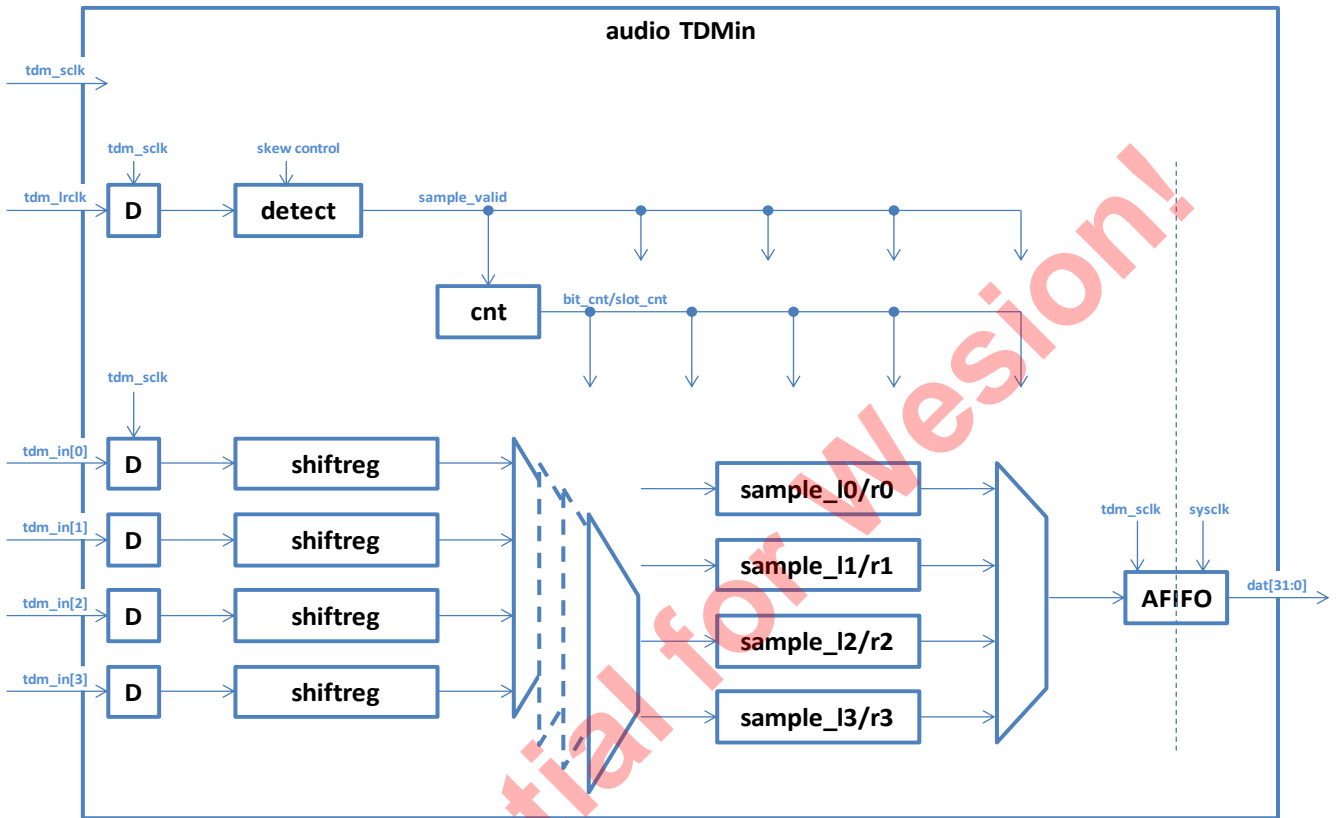 audio TDMin
tdm_sclk
tdm_sclk
skew control
tdm_lrclk
D
detect
sample_valid
cnt
bit_cnt/slot_cnt
tdm_sclk
tdm_in[0]
D
shiftreg
sample_l0/r0
tdm_in[1]
D
shiftreg
sample_l1/r1
tdm_sclk
sysclk
AFIFO
dat[31:0]
tdm_in[2]
D
shiftreg
sample_l2/r2
tdm_in[3]
D
shiftreg
sample_l3/r3
tial for Wesion!